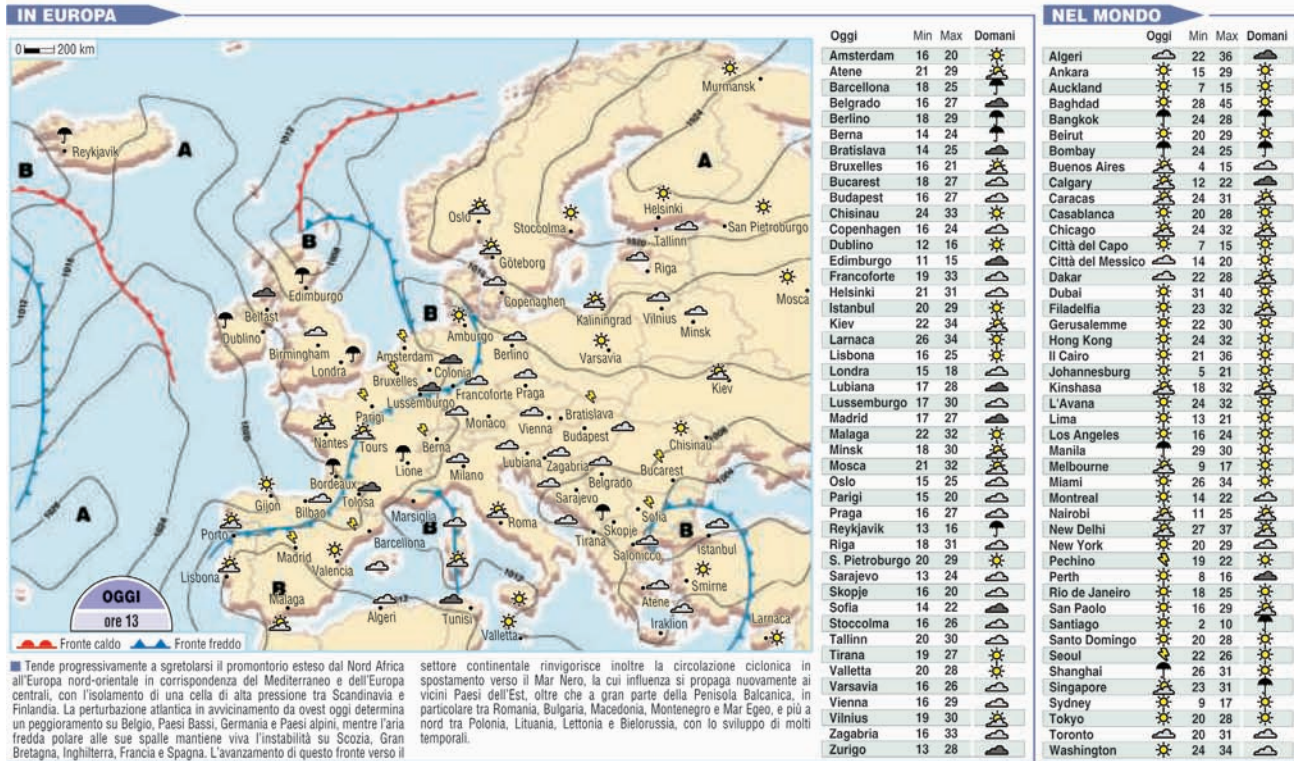 IN EUROPA
0 200 km
Murmansk
Reykjavik
A
B
1012
1024
A
Oslo
Helsinki
Stoccolma
Tallinn
San Pietroburgo
1016
B
1008
1020
Göteborg
Riga
1016
1012
Edimburgo
Copenaghen
Mosca
Belfast
B
Kaliningrad
Vilnius
Dublino
Amburgo
Minsk
Birmingham
Amsterdam
Berlino
Varsavia
Londra
Bruxelles
Colonia
Kiev
Lussemburgo
Francoforte
Praga
Parigi
Bratislava
Nantes
Tours
Monaco
Vienna
Budapest
Chisinau
1008
1020
Berna
Lione
Lubiana
Zagabria
Bucarest
Bordeaux
Milano
Belgrado
1004
Gijon
Bilbao
Tolosa
Sarajevo
A
Marsiglia
Roma
Sofia
Porto
B
Skopje
B
1024
Madrid
Barcellona
Tirana
Istanbul
Valencia
Salonicco
Lisbona
1012
Smirne
B
Atene
OGGI
Malaga
Algeri
Tunisi
Iraklion
Larnaca
ore 13
Valletta
Fronte caldo Fronte freddo
Tende progressivamente a sgretolarsi il promontorio esteso dal Nord Africa
all'Europa nord-orientale in corrispondenza del Mediterraneo e dell'Europa
centrali, con l'isolamento di una cella di alta pressione tra Scandinavia e
Finlandia. La perturbazione atlantica in avvicinamento da ovest oggi determina
un peggioramento su Belgio, Paesi Bassi, Germania e Paesi alpini, mentre l'aria
fredda polare alle sue spalle mantiene viva l'instabilità su Scozia, Gran
Bretagna, Inghilterra, Francia e Spagna. L'avanzamento di questo fronte verso il
settore continentale rinvigorisce inoltre la circolazione ciclonica in
spostamento verso il Mar Nero, la cui influenza si propaga nuovamente ai
vicini Paesi dell'Est, oltre che a gran parte della Penisola Balcanica, in
particolare tra Romania, Bulgaria, Macedonia, Montenegro e Mar Egeo, e più a
nord tra Polonia, Lituania, Lettonia e Bielorussia, con lo sviluppo di molti
temporali.
Oggi Min Max Domani
Amsterdam 16 20
Atene 21 29
Barcellona 18 25
Belgrado 16 27
Berlino 18 29
Berna 14 24
Bratislava 14 25
Bruxelles 16 21
Bucarest 18 27
Budapest 16 27
Chisinau 24 33
Copenhagen 16 24
Dublino 12 16
Edimburgo 11 15
Francoforte 19 33
Helsinki 21 31
Istanbul 20 29
Kiev 22 34
Larnaca 26 34
Lisbona 16 25
Londra 15 18
Lubiana 17 28
Lussemburgo 17 30
Madrid 17 27
Malaga 22 32
Minsk 18 30
Mosca 21 32
Oslo 15 25
Parigi 15 20
Praga 16 27
Reykjavik 13 16
Riga 18 31
S. Pietroburgo 20 29
Sarajevo 13 24
Skopje 16 20
Sofia 14 22
Stoccolma 16 26
Tallinn 20 30
Tirana 19 27
Valletta 20 28
Varsavia 16 26
Vienna 16 29
Vilnius 19 30
Zagabria 16 33
Zurigo 13 28
NEL MONDO
Oggi Min Max Domani
Algeri 22 36
Ankara 15 29
Auckland 7 15
Baghdad 28 45
Bangkok 24 28
Beirut 20 29
Bombay 24 25
Buenos Aires 4 15
Calgary 12 22
Caracas 24 31
Casablanca 20 28
Chicago 24 32
Città del Capo 7 15
Città del Messico 14 20
Dakar 22 28
Dubai 31 40
Filadelfia 23 32
Gerusalemme 22 30
Hong Kong 24 32
Il Cairo 21 36
Johannesburg 5 21
Kinshasa 18 32
L'Avana 24 32
Lima 13 21
Los Angeles 16 24
Manila 29 30
Melbourne 9 17
Miami 26 34
Montreal 14 22
Nairobi 11 25
New Delhi 27 37
New York 20 29
Pechino 19 22
Perth 8 16
Rio de Janeiro 18 25
San Paolo 16 29
Santiago 2 10
Santo Domingo 20 28
Seoul 22 26
Shanghai 26 31
Singapore 23 31
Sydney 9 17
Tokyo 20 28
Toronto 20 31
Washington 24 34